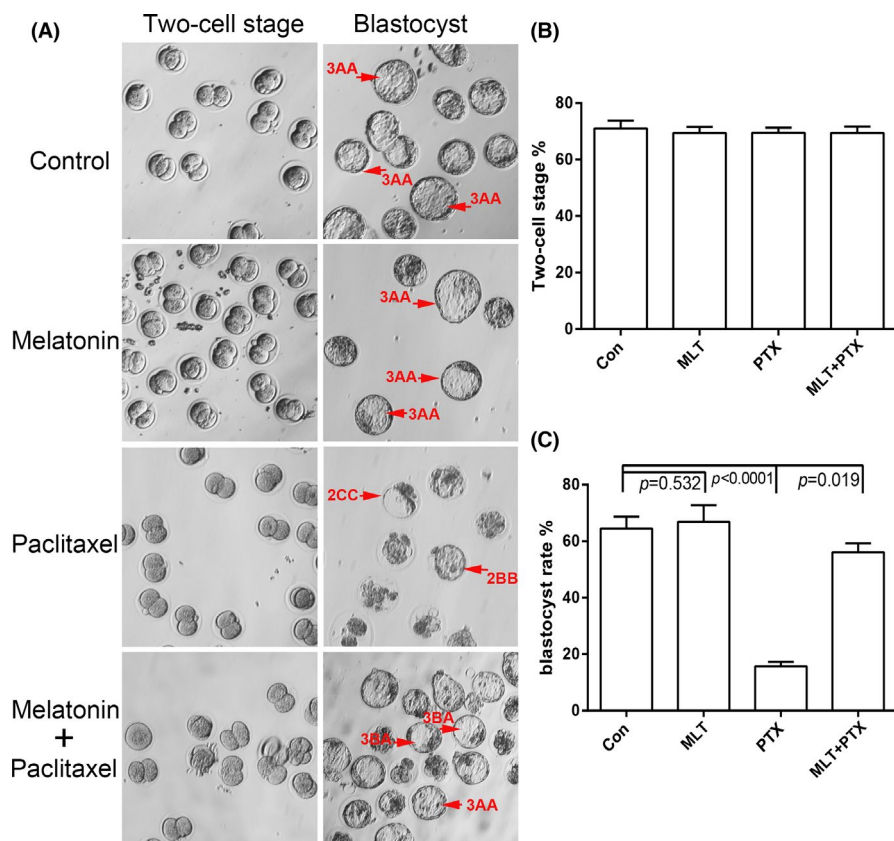 (A)
Two-cell stage
Blastocyst
Control
3AA
3AA
3AA
Melatonin
3AA
3AA
3AA
Paclitaxel
2CC
2BB
Melatonin
+
Paclitaxel
3BA
3BA
3AA
(B)
Two-cell stage %
80
60
40
20
0
Con
MLT
PTX
MLT+PTX
(C)
blastocyst rate %
80
60
40
20
0
p=0.532
p<0.0001
p=0.019
Con
MLT
PTX
MLT+PTX